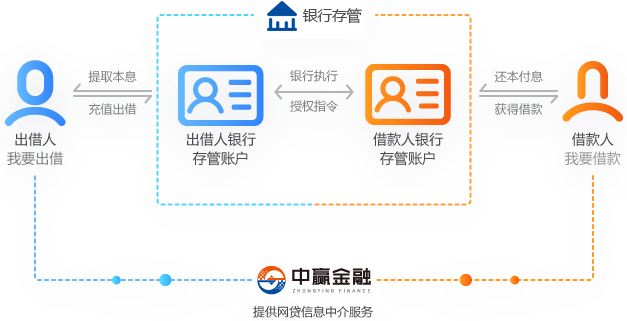 银行存管
提取本息
充值出借
银行执行
授权指令
还本付息
获得借款
出借人
我要出借
出借人银行
存管账户
借款人银行
存管账户
借款人
我要借款
中赢金融
ZHONGYING FINANCE
提供网贷信息中介服务